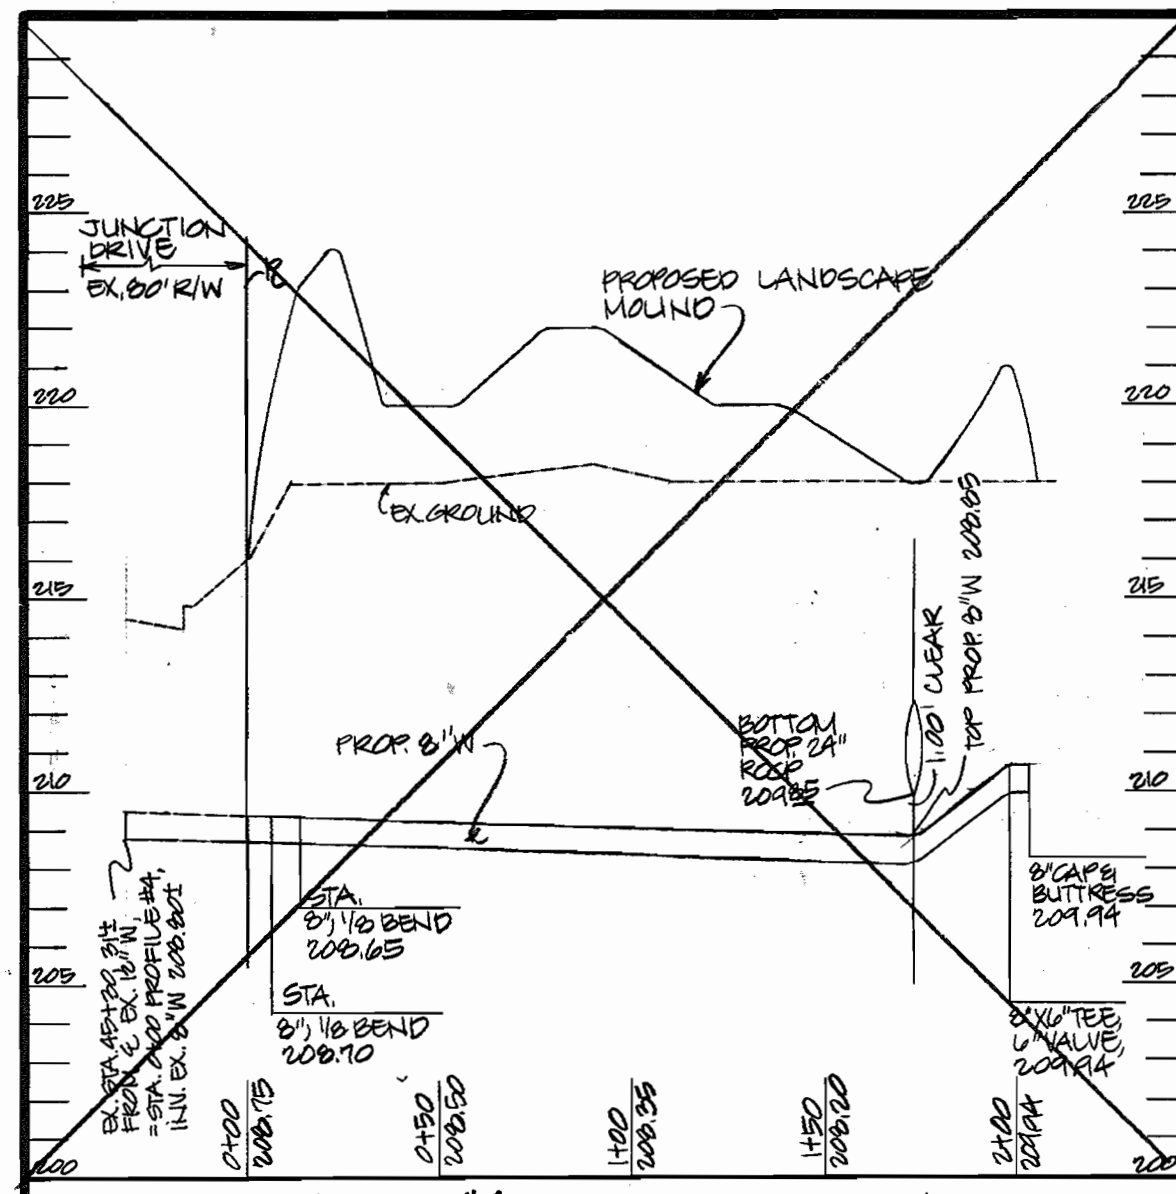 225
225
JUNCTION
DRIVE
EX. 80' R/W
PROPOSED LANDSCAPE
MOUND
220
220
EX. GROUND
215
215
1.00' CLEAR
TOP PROP. 8"W 208.85
BOTTOM
PROP. 24"
RCCP
209.85
PROP. 8"W
210
210
8" CAP &
BUTTRESS
209.94
STA.
8", 1/8 BEND
208.65
205
205
STA.
8", 1/8 BEND
208.70
8"X6" TEE,
6" VALVE,
209.94
EX. STA. 45+30.31±
FROM ℄ EX. 12"W,
=STA. 0+00 PROFILE #4,
INV. EX. 8"W 208.80±
0+00
208.75
0+50
208.50
1+00
208.35
1+50
208.20
2+00
209.94
200
200